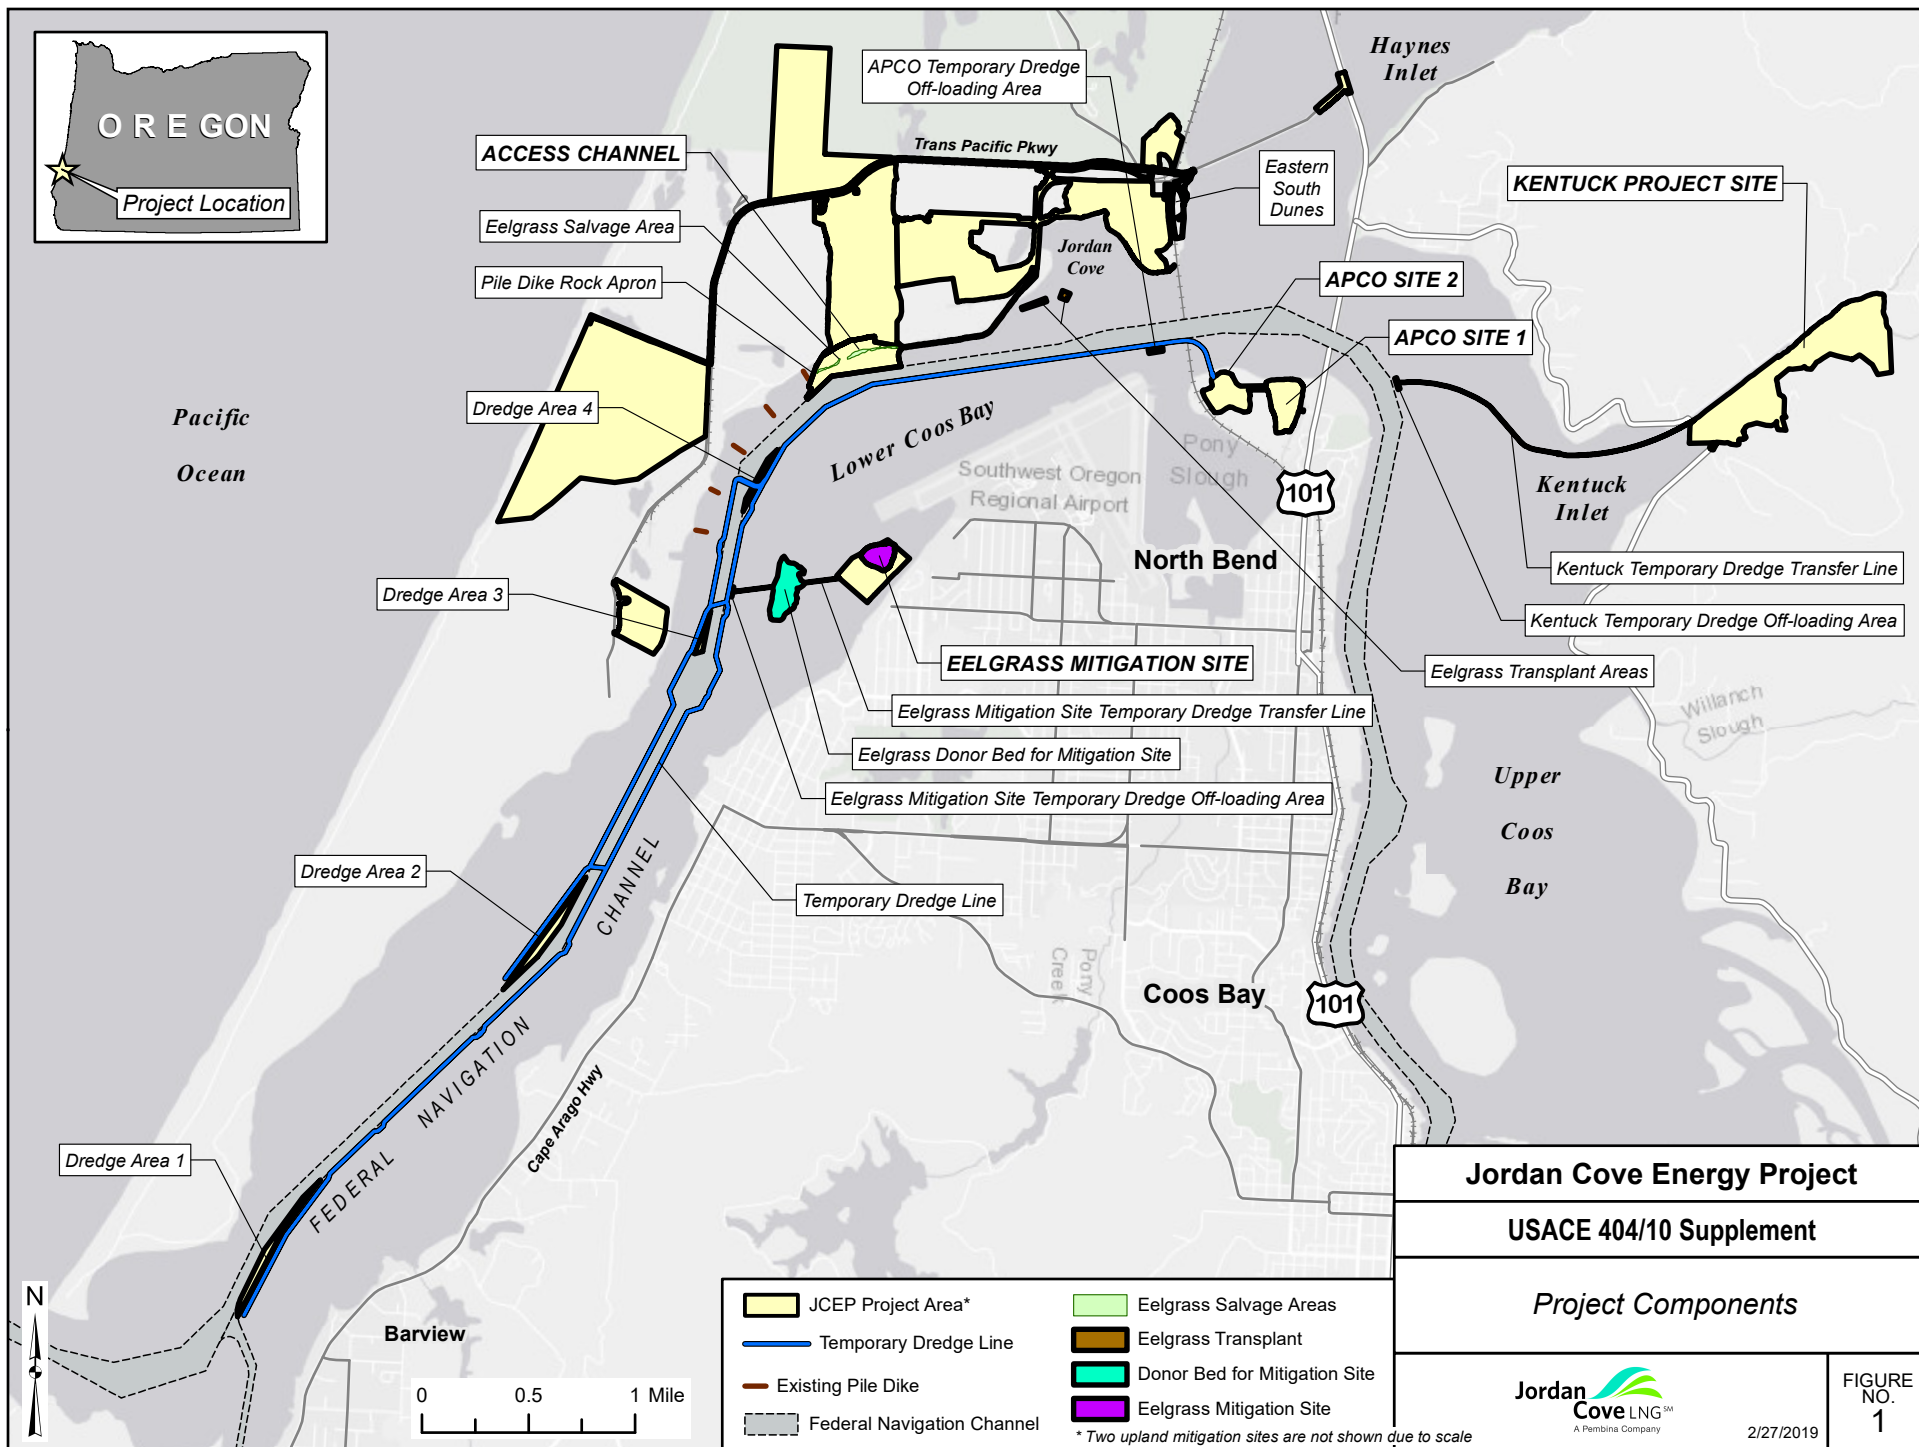 OREGON
Project Location
Haynes
Inlet
APCO Temporary Dredge
Off-loading Area
ACCESS CHANNEL
Trans Pacific Pkwy
Eastern
South
Dunes
KENTUCK PROJECT SITE
Eelgrass Salvage Area
Jordan
Cove
Pile Dike Rock Apron
APCO SITE 2
APCO SITE 1
Dredge Area 4
Pacific
Ocean
Lower Coos Bay
Pony
Slough
Southwest Oregon
Regional Airport
101
Kentuck
Inlet
North Bend
Kentuck Temporary Dredge Transfer Line
Dredge Area 3
Kentuck Temporary Dredge Off-loading Area
EELGRASS MITIGATION SITE
Eelgrass Transplant Areas
Eelgrass Mitigation Site Temporary Dredge Transfer Line
Willanch
Slough
Eelgrass Donor Bed for Mitigation Site
Upper
Coos
Bay
Eelgrass Mitigation Site Temporary Dredge Off-loading Area
Dredge Area 2
Temporary Dredge Line
FEDERAL NAVIGATION CHANNEL
Pony
Creek
Coos Bay
101
Cape Arago Hwy
Dredge Area 1
Barview
N
0 0.5 1 Mile
JCEP Project Area*
Temporary Dredge Line
Existing Pile Dike
Federal Navigation Channel
Eelgrass Salvage Areas
Eelgrass Transplant
Donor Bed for Mitigation Site
Eelgrass Mitigation Site
* Two upland mitigation sites are not shown due to scale
Jordan Cove Energy Project
USACE 404/10 Supplement
Project Components
Jordan
Cove LNG SM
A Pembina Company
2/27/2019
FIGURE
NO.
1